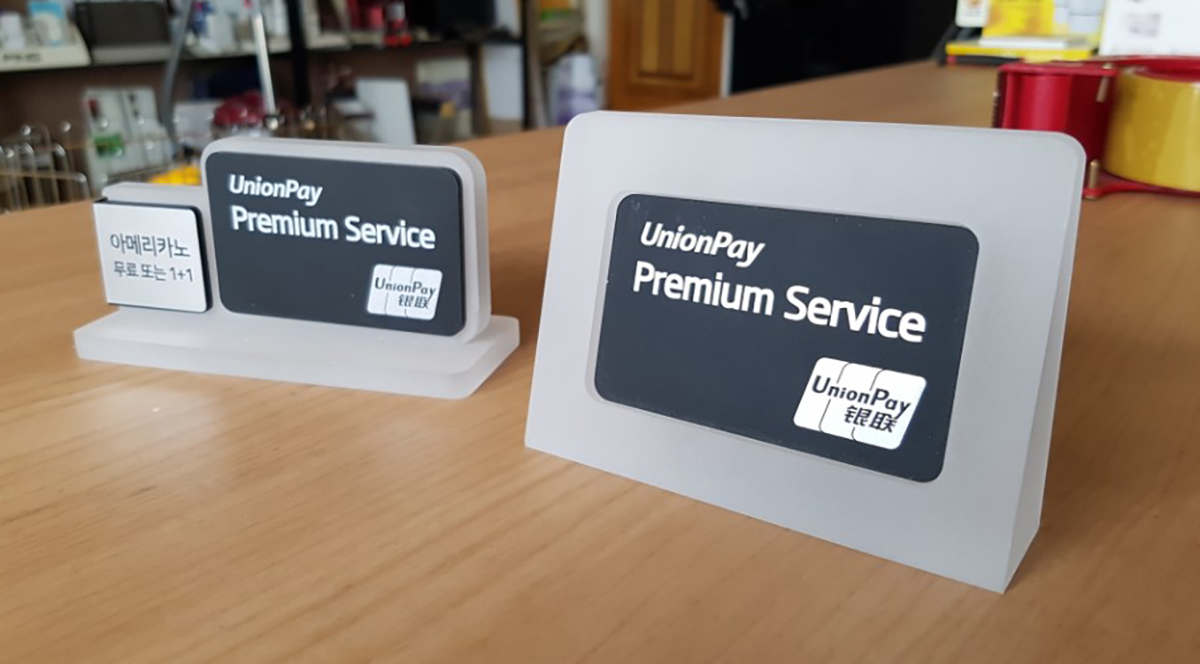 아메리카노
무료 또는 1+1
UnionPay
Premium Service
UnionPay
银联
UnionPay
Premium Service
UnionPay
银联